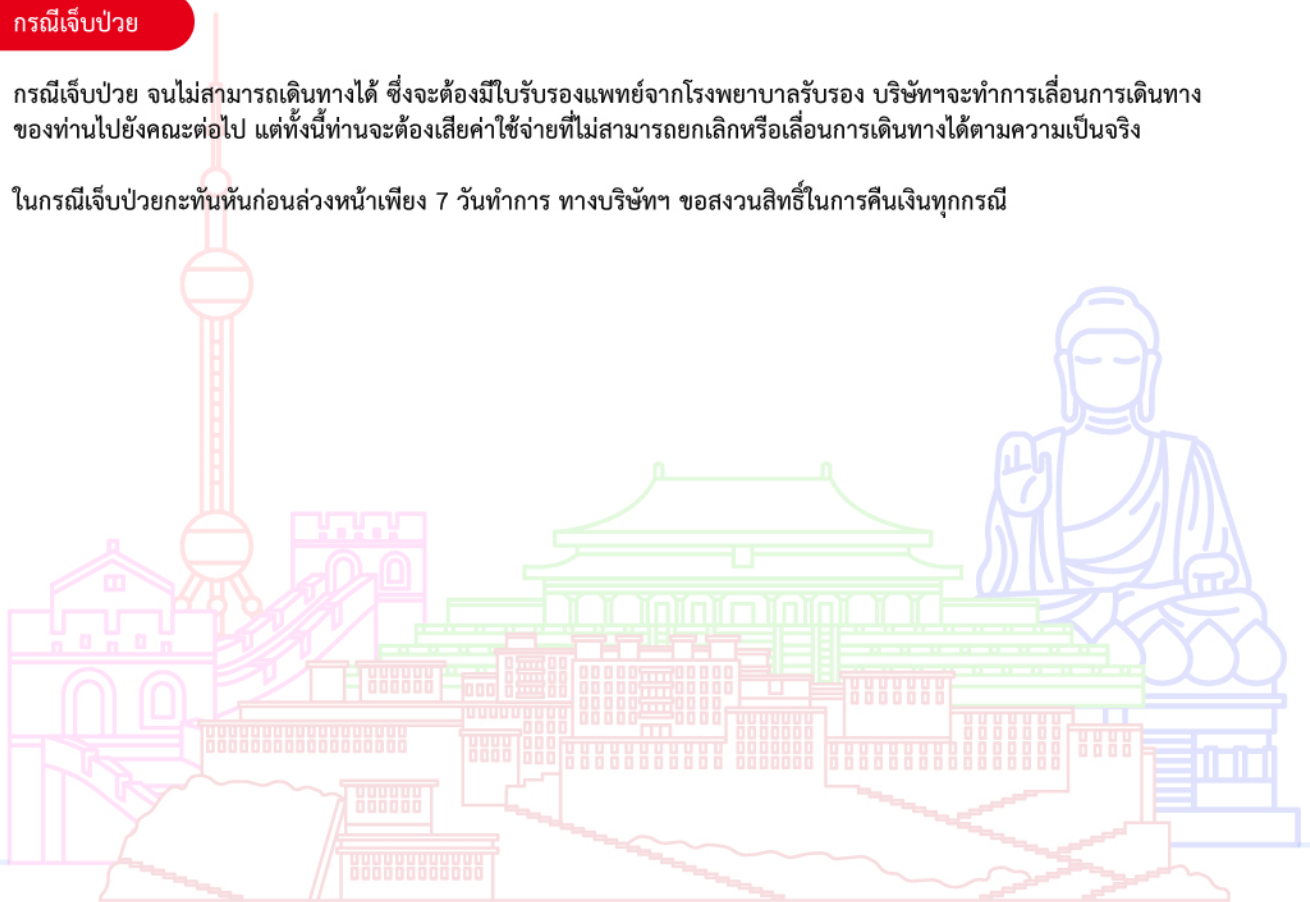 กรณีเจ็บป่วย
กรณีเจ็บป่วย จนไม่สามารถเดินทางได้ ซึ่งจะต้องมีใบรับรองแพทย์จากโรงพยาบาลรับรอง บริษัทฯจะทำการเลื่อนการเดินทาง
ของท่านไปยังคณะต่อไป แต่ทั้งนี้ท่านจะต้องเสียค่าใช้จ่ายที่ไม่สามารถยกเลิกหรือเลื่อนการเดินทางได้ตามความเป็นจริง
ในกรณีเจ็บป่วยกะทันหันก่อนล่วงหน้าเพียง 7 วันทำการ ทางบริษัทฯ ขอสงวนสิทธิ์ในการคืนเงินทุกกรณี